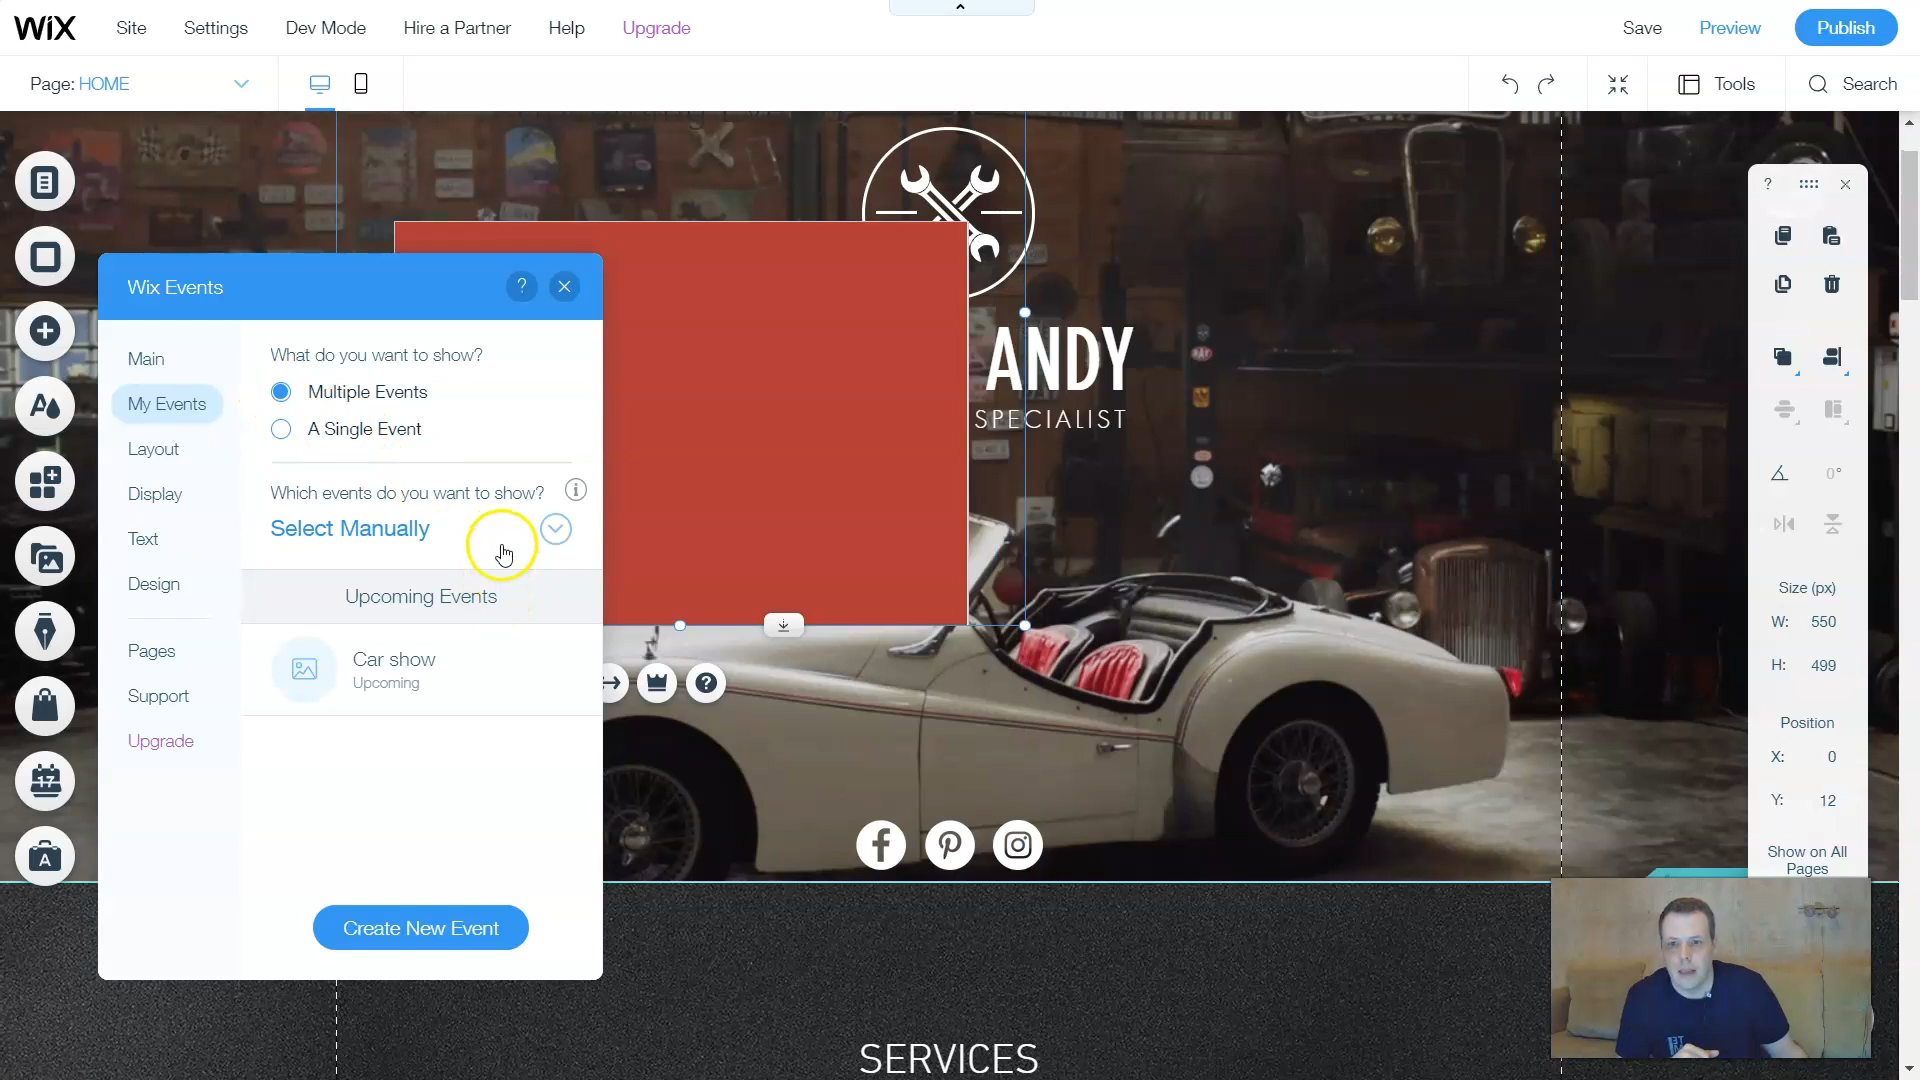 WIX
Site
Settings
Dev Mode
Hire a Partner
Help
Upgrade
Save
Preview
Publish
Page: HOME
Tools
Search
ANDY
SPECIALIST
Wix Events
?
Main
My Events
Layout
Display
Text
Design
Pages
Support
Upgrade
What do you want to show?
Multiple Events
A Single Event
Which events do you want to show?
Select Manually
Upcoming Events
Car show
Upcoming
Create New Event
?
?
0°
Size (px)
W: 550
H: 499
Position
X: 0
Y: 12
Show on All
Pages
17
A
SERVICES